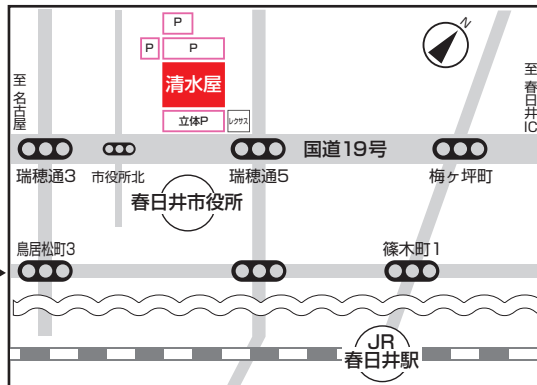 P
N
P
P
至 名古屋
清水屋
至 春日井IC
立体P
レクサス
国道19号
瑞穂通3
市役所北
瑞穂通5
梅ヶ坪町
春日井市役所
鳥居松町3
篠木町1
JR
春日井駅